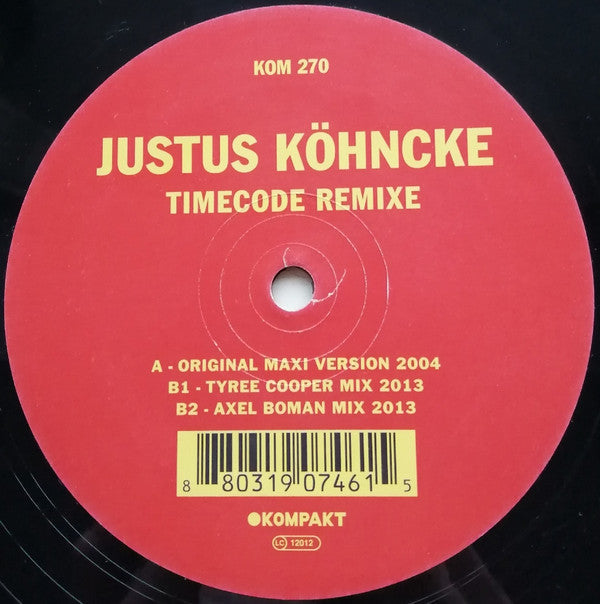 KOM 270
JUSTUS KÖHNCKE
TIMECODE REMIXE
A - ORIGINAL MAXI VERSION 2004
B1 - TYREE COOPER MIX 2013
B2 - AXEL BOMAN MIX 2013
8 80319 07461 5
KOMPAKT
LC 12012